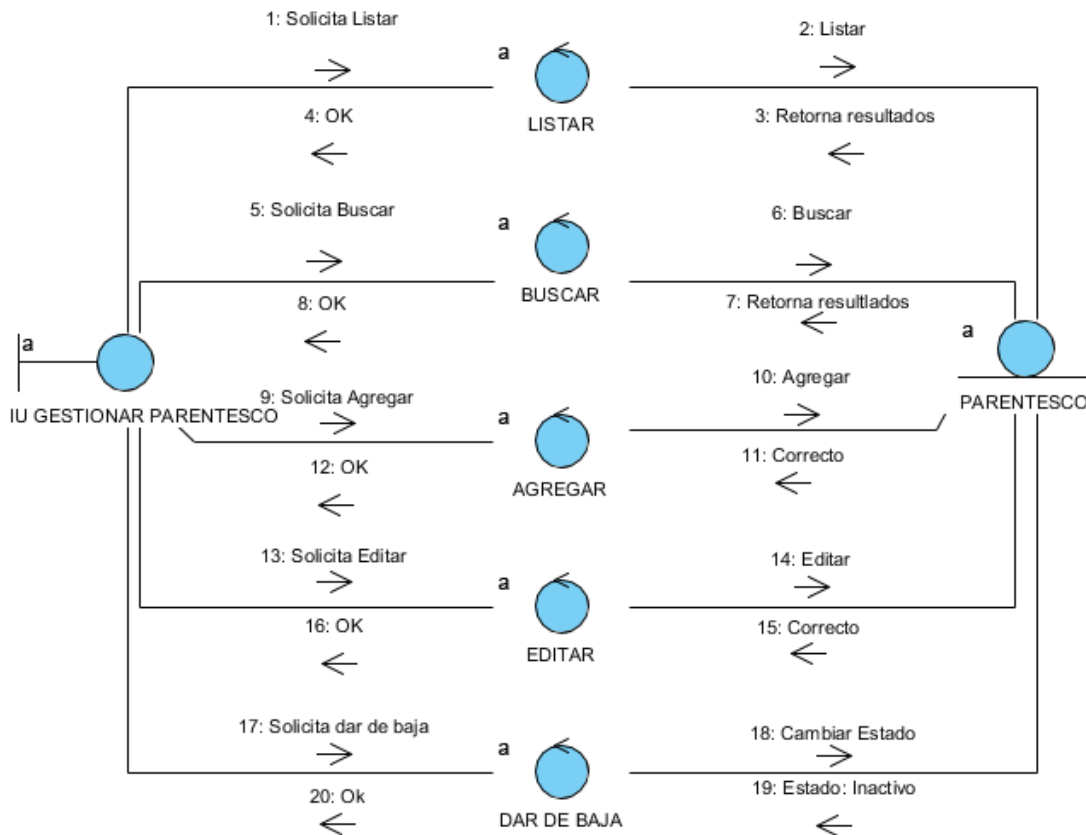 1: Solicita Listar
2: Listar
a
LISTAR
4: OK
3: Retorna resultados
5: Solicita Buscar
6: Buscar
a
BUSCAR
8: OK
7: Retorna resultlados
a
IU GESTIONAR PARENTESCO
a
PARENTESCO
9: Solicita Agregar
10: Agregar
a
AGREGAR
12: OK
11: Correcto
13: Solicita Editar
14: Editar
a
EDITAR
16: OK
15: Correcto
17: Solicita dar de baja
18: Cambiar Estado
a
DAR DE BAJA
20: Ok
19: Estado: Inactivo